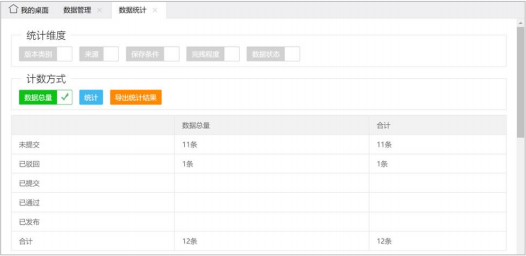 我的桌面 数据管理 × 数据统计 ×
统计维度
基本类别 来源 保存条件 完残程度 数据状态
计数方式
数据总量 统计 导出统计结果
数据总量 合计
未提交 11条 11条
已驳回 1条 1条
已提交
已通过
已发布
合计 12条 12条